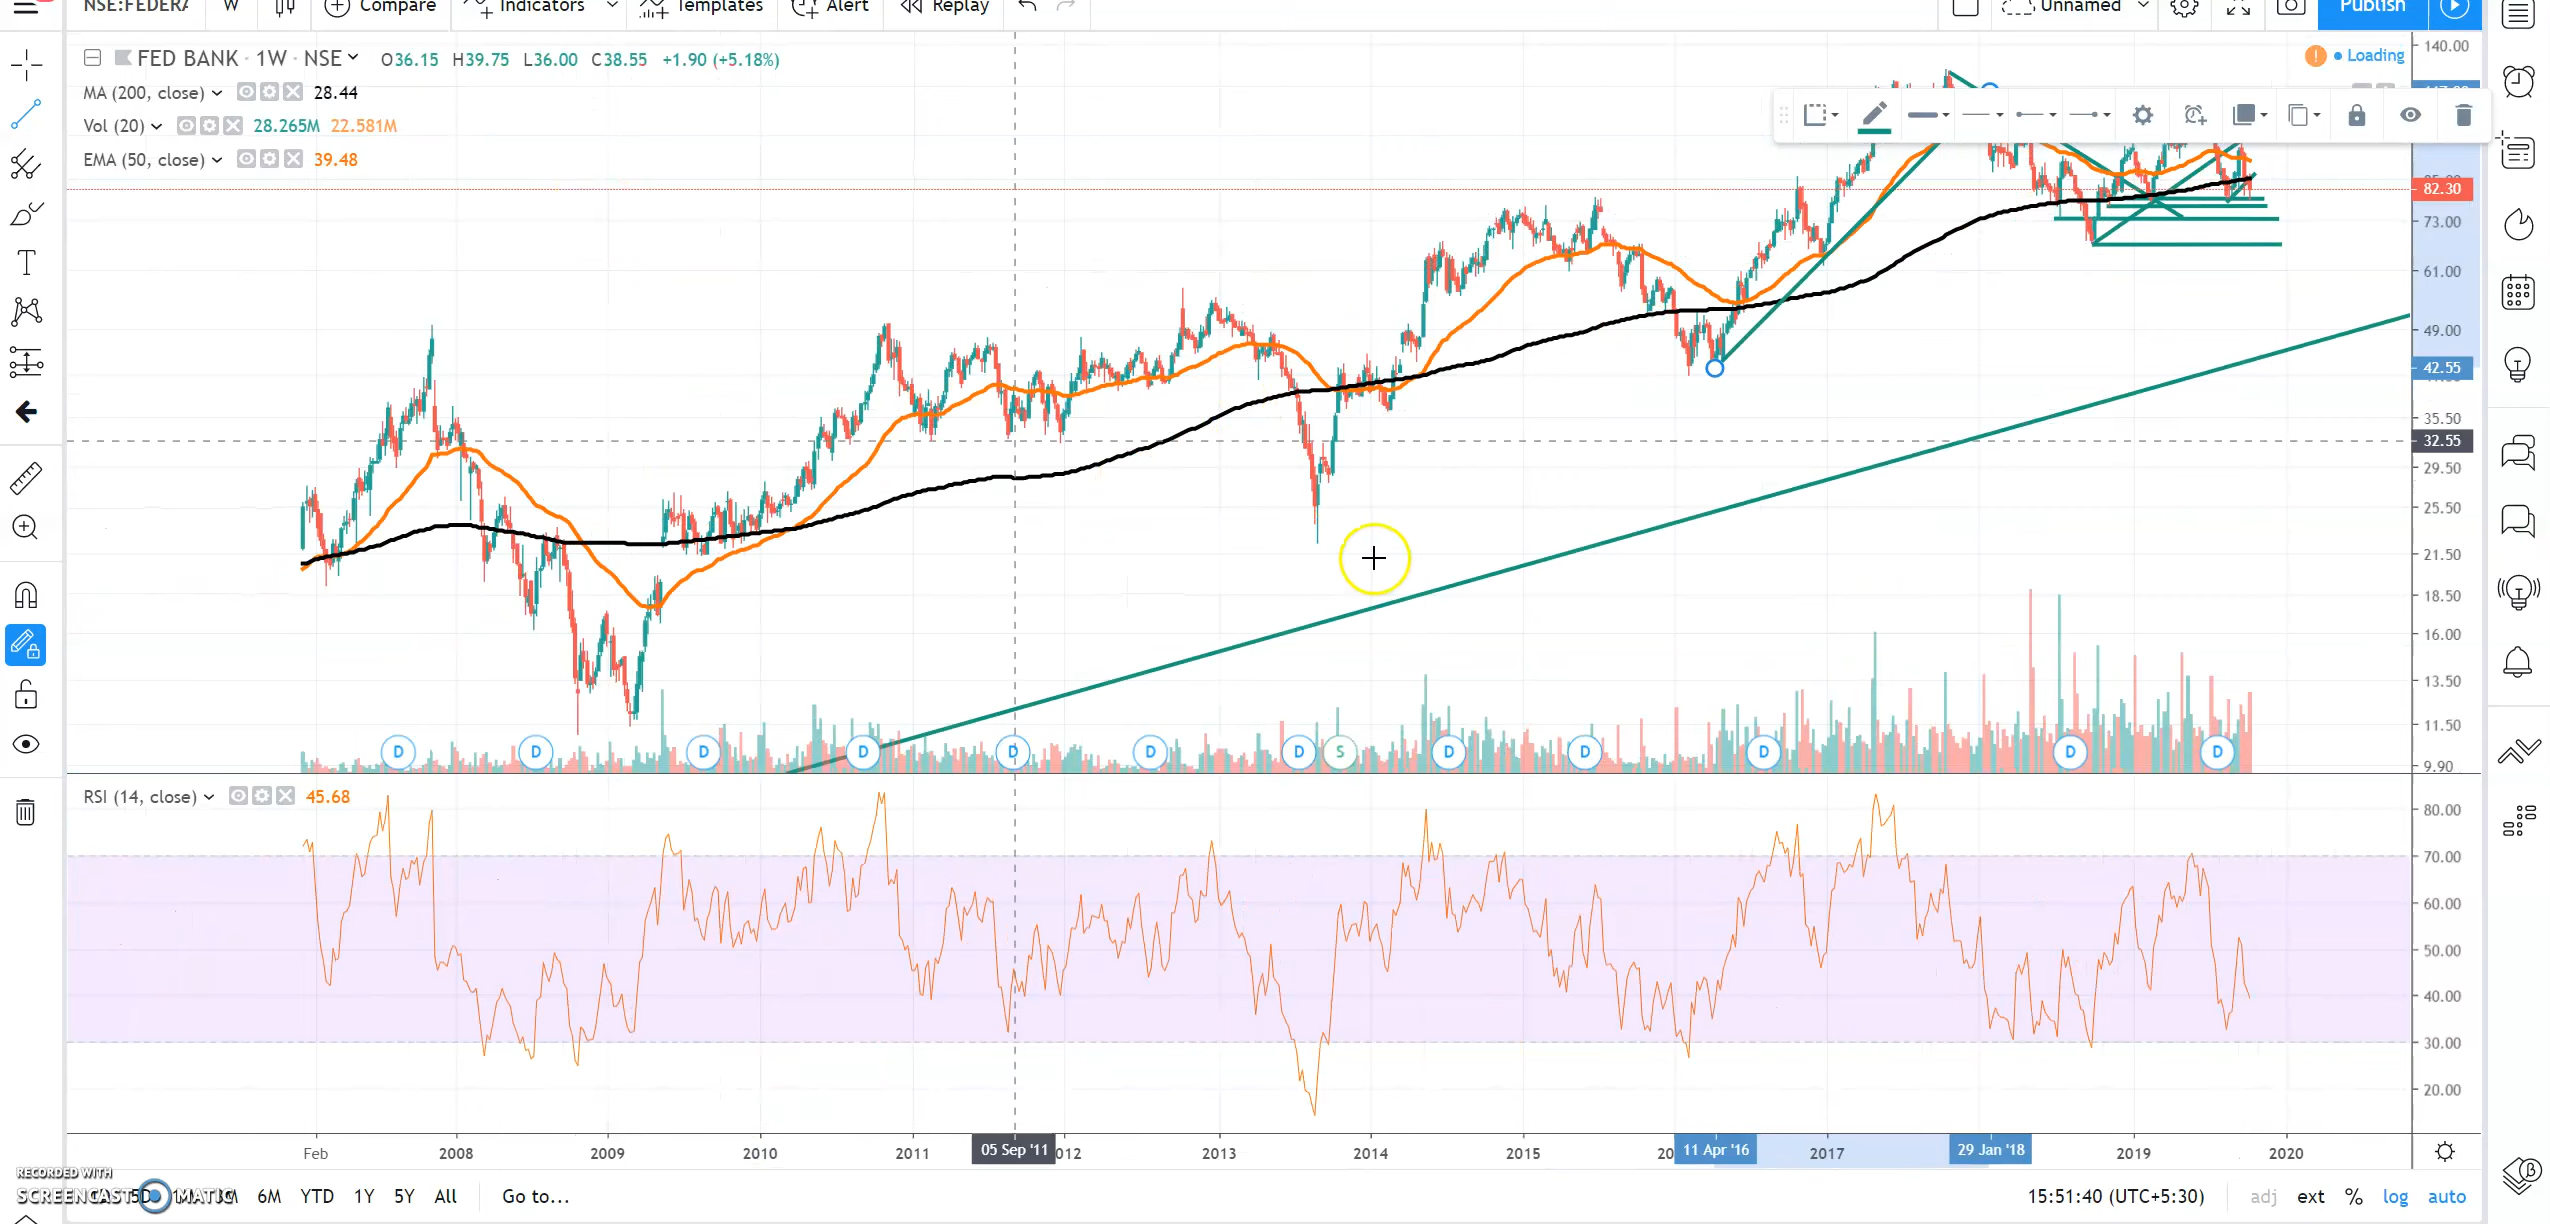 NSE:FEDERA W Compare Indicators Templates Alert Replay Unnamed Publish
FED BANK · 1W · NSE O36.15 H39.75 L36.00 C38.55 +1.90 (+5.18%)
Loading
MA (200, close) 28.44
Vol (20) 28.265M 22.581M
EMA (50, close) 39.48
140.00
82.30
73.00
61.00
49.00
42.55
35.50
32.55
29.50
25.50
21.50
18.50
16.00
13.50
11.50
9.90
D D D D D D D S D D D D D
RSI (14, close) 45.68
80.00
70.00
60.00
50.00
40.00
30.00
20.00
Feb 2008 2009 2010 2011 05 Sep '11 012 2013 2014 2015 20 11 Apr '16 2017 29 Jan '18 2019 2020
RECORDED WITH
SCREENCAST MATIC
5D 6M YTD 1Y 5Y All Go to...
15:51:40 (UTC+5:30) adj ext % log auto